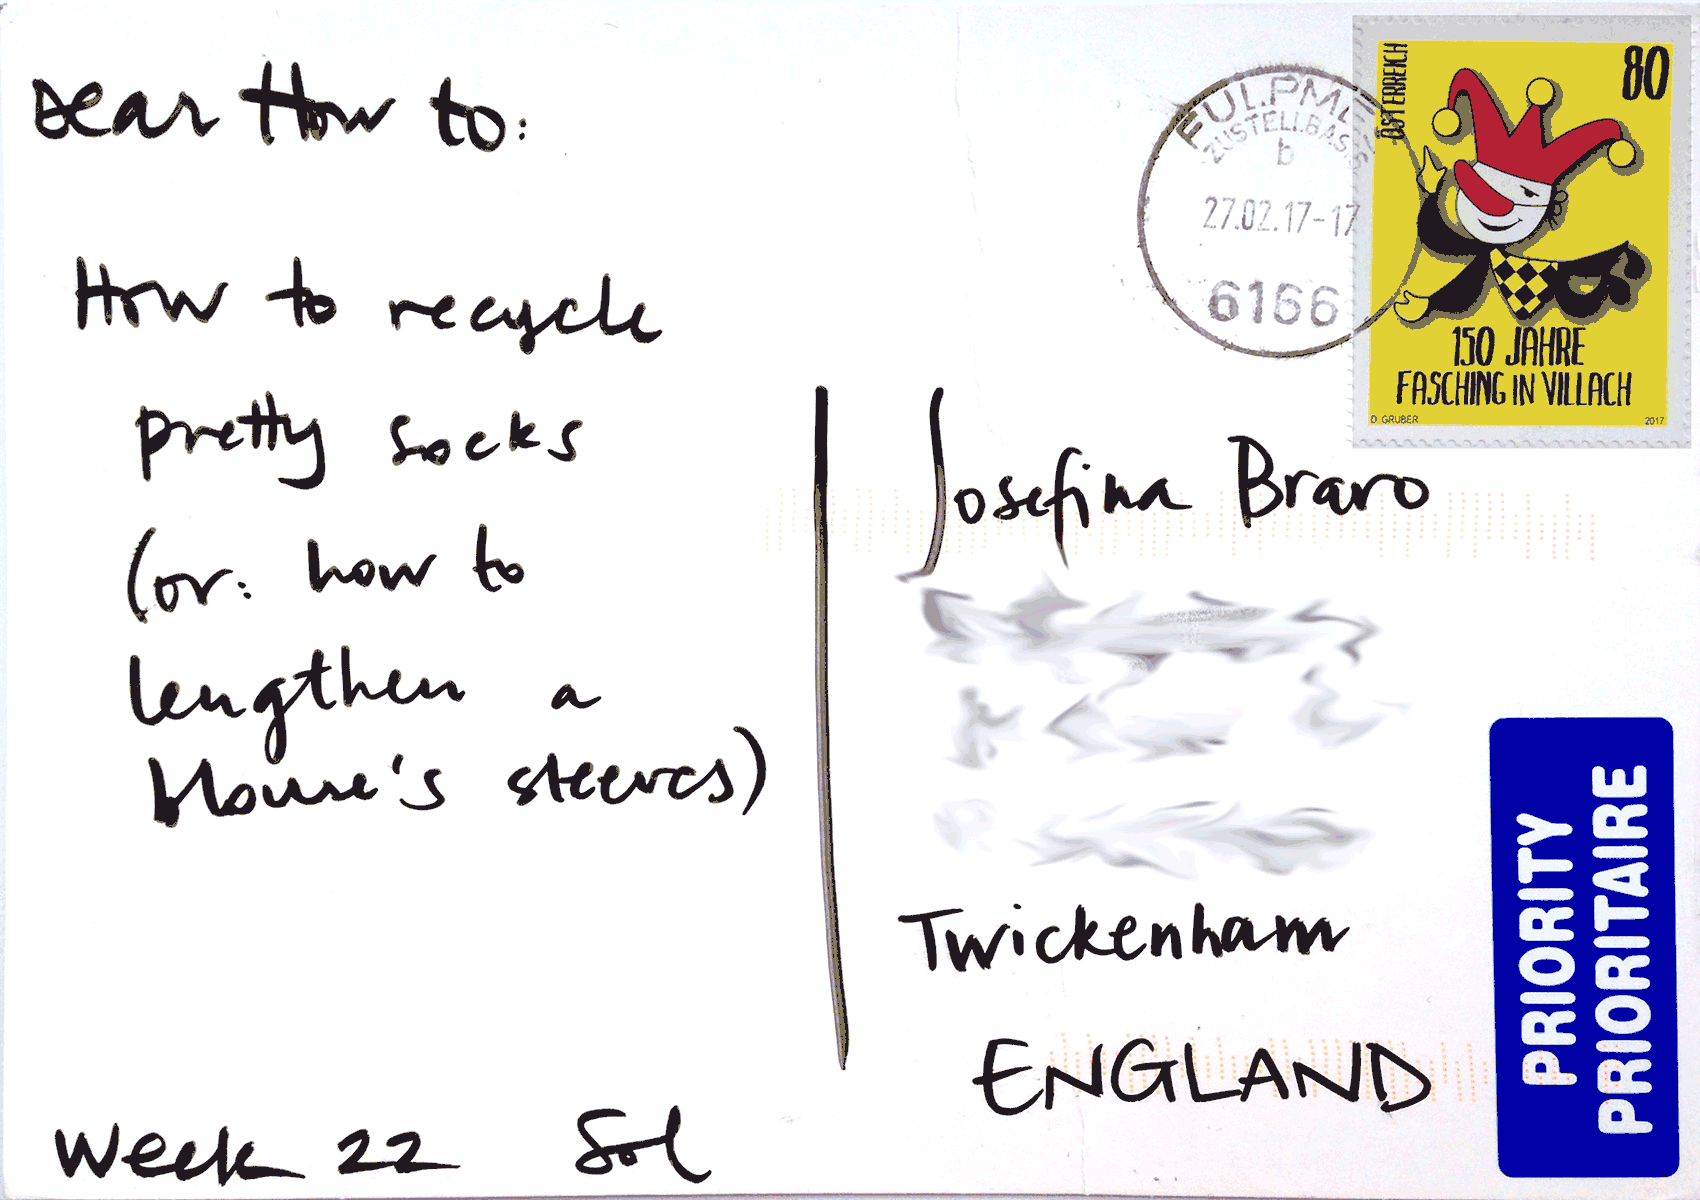 Dear How to:
How to recycle
pretty socks
(or: how to
lengthen a
blouse's sleeves)
Week 22 Sol
FULPMES
ZUSTELLBASIS
b
27.02.17-17
6166
ÖSTERREICH
80
150 JAHRE
FASCHING IN VILLACH
D. GRUBER 2017
Josefina Bravo
Twickenham
ENGLAND
PRIORITY
PRIORITAIRE